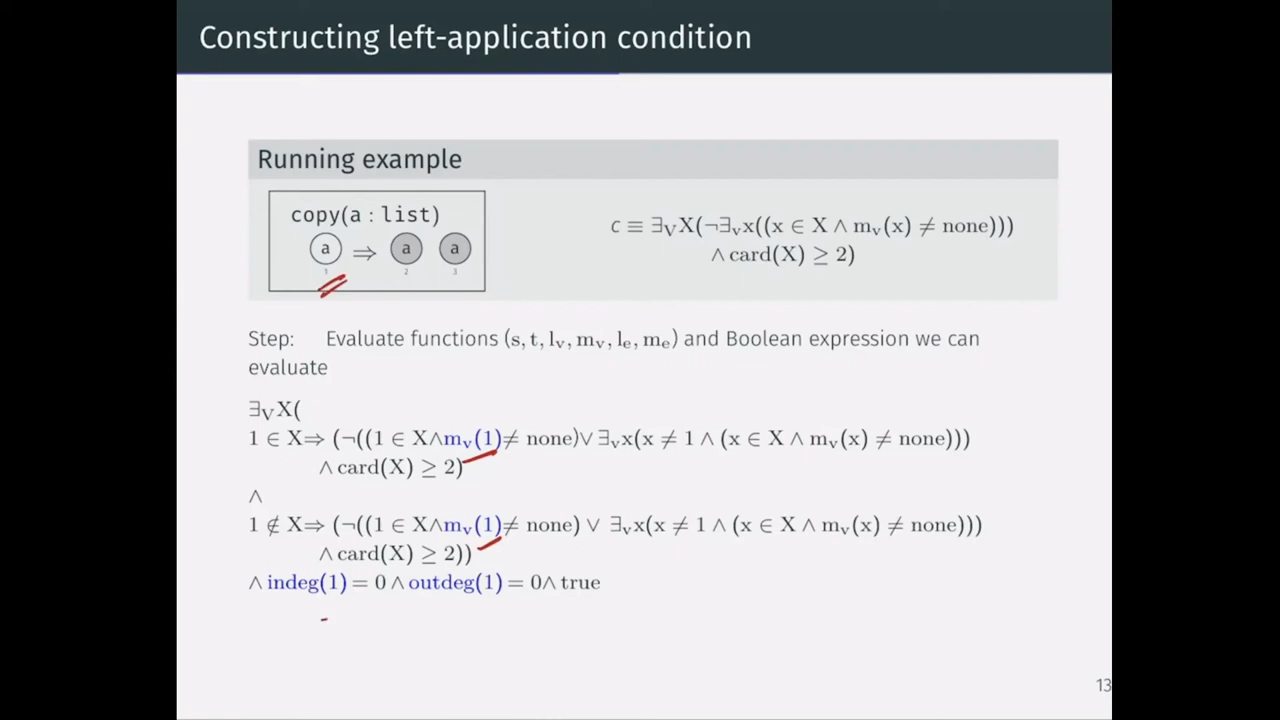 Constructing left-application condition
Running example
copy(a : list)
a ⇒ a a
1 2 3
c ≡ ∃VX(¬∃vx((x ∈ X ∧ mv(x) ≠ none)))
∧ card(X) ≥ 2)
Step: Evaluate functions (s, t, lv, mv, le, me) and Boolean expression we can
evaluate
∃VX(
1 ∈ X⇒ (¬((1 ∈ X∧mv(1)≠ none)∨ ∃vx(x ≠ 1 ∧ (x ∈ X ∧ mv(x) ≠ none)))
∧ card(X) ≥ 2)
∧
1 ∉ X⇒ (¬((1 ∈ X∧mv(1)≠ none) ∨ ∃vx(x ≠ 1 ∧ (x ∈ X ∧ mv(x) ≠ none)))
∧ card(X) ≥ 2))
∧ indeg(1) = 0 ∧ outdeg(1) = 0∧ true
13